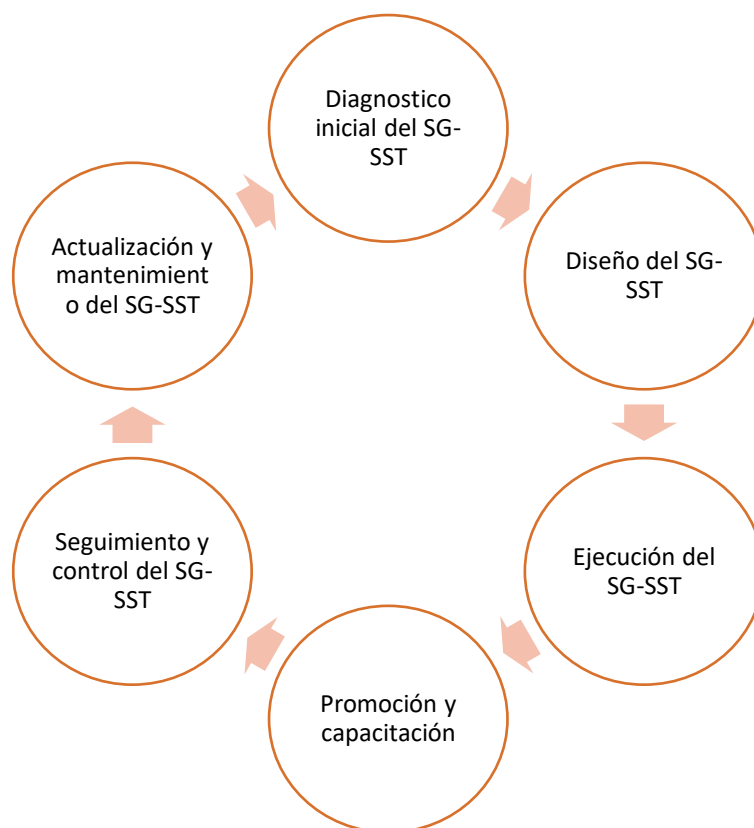 Diagnostico
inicial del SG-
SST
Diseño del SG-
SST
Ejecución del
SG-SST
Promoción y
capacitación
Seguimiento y
control del SG-
SST
Actualización y
mantenimient
o del SG-SST